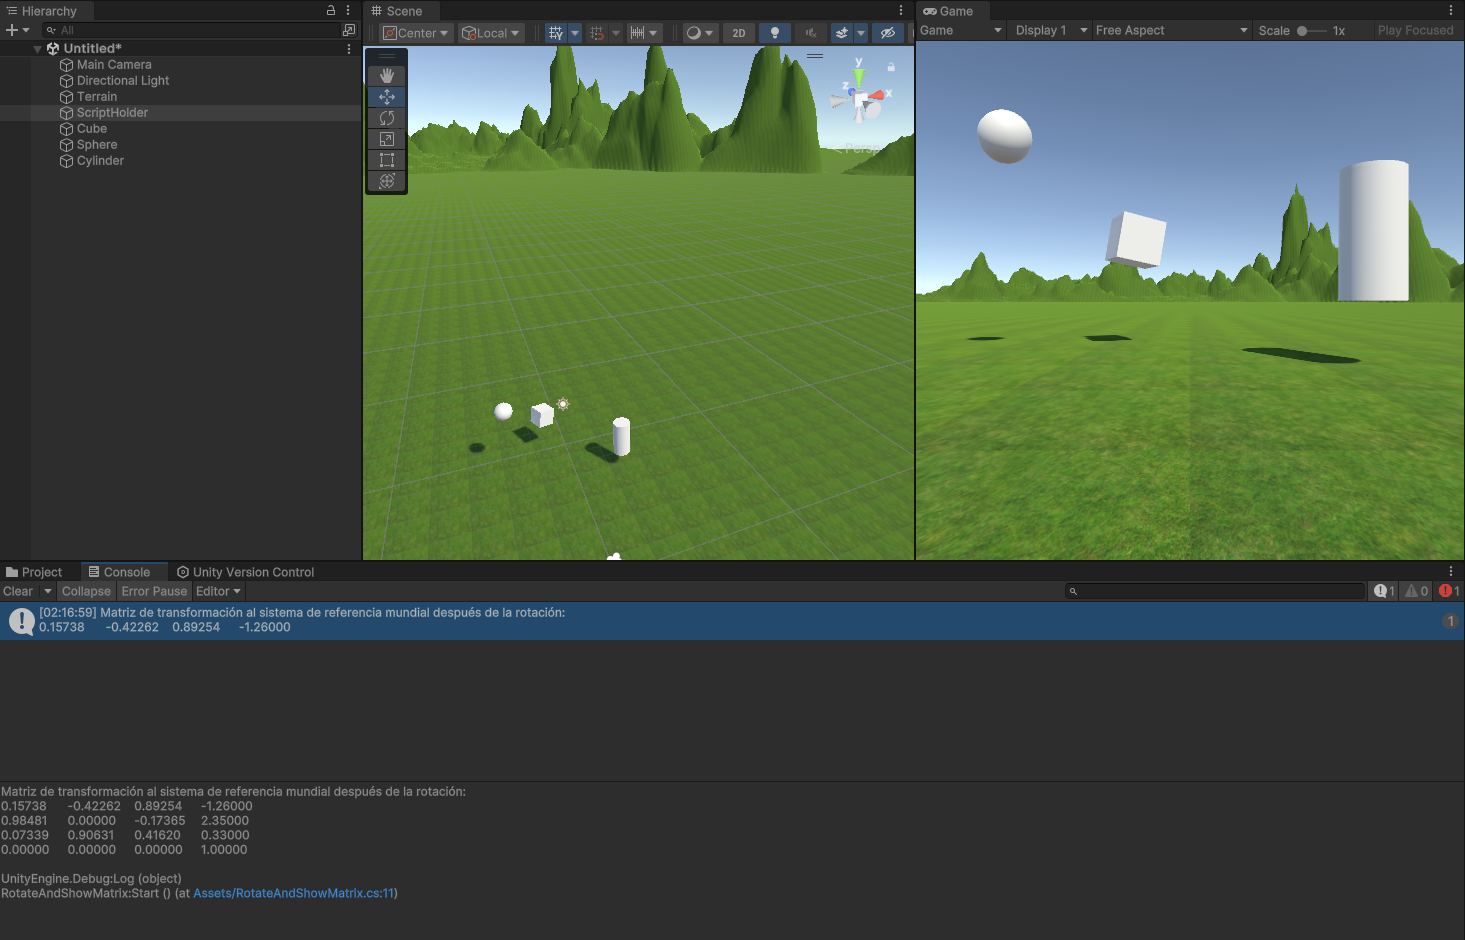 Hierarchy
All
Untitled*
Main Camera
Directional Light
Terrain
ScriptHolder
Cube
Sphere
Cylinder
Scene
Center
Local
2D
y
z
x
Persp
Game
Game
Display 1
Free Aspect
Scale
1x
Play Focused
Project
Console
Unity Version Control
Clear
Collapse
Error Pause
Editor
1
0
1
[02:16:59] Matriz de transformación al sistema de referencia mundial después de la rotación:
0.15738 -0.42262 0.89254 -1.26000
1
Matriz de transformación al sistema de referencia mundial después de la rotación:
0.15738 -0.42262 0.89254 -1.26000
0.98481 0.00000 -0.17365 2.35000
0.07339 0.90631 0.41620 0.33000
0.00000 0.00000 0.00000 1.00000
UnityEngine.Debug:Log (object)
RotateAndShowMatrix:Start () (at Assets/RotateAndShowMatrix.cs:11)